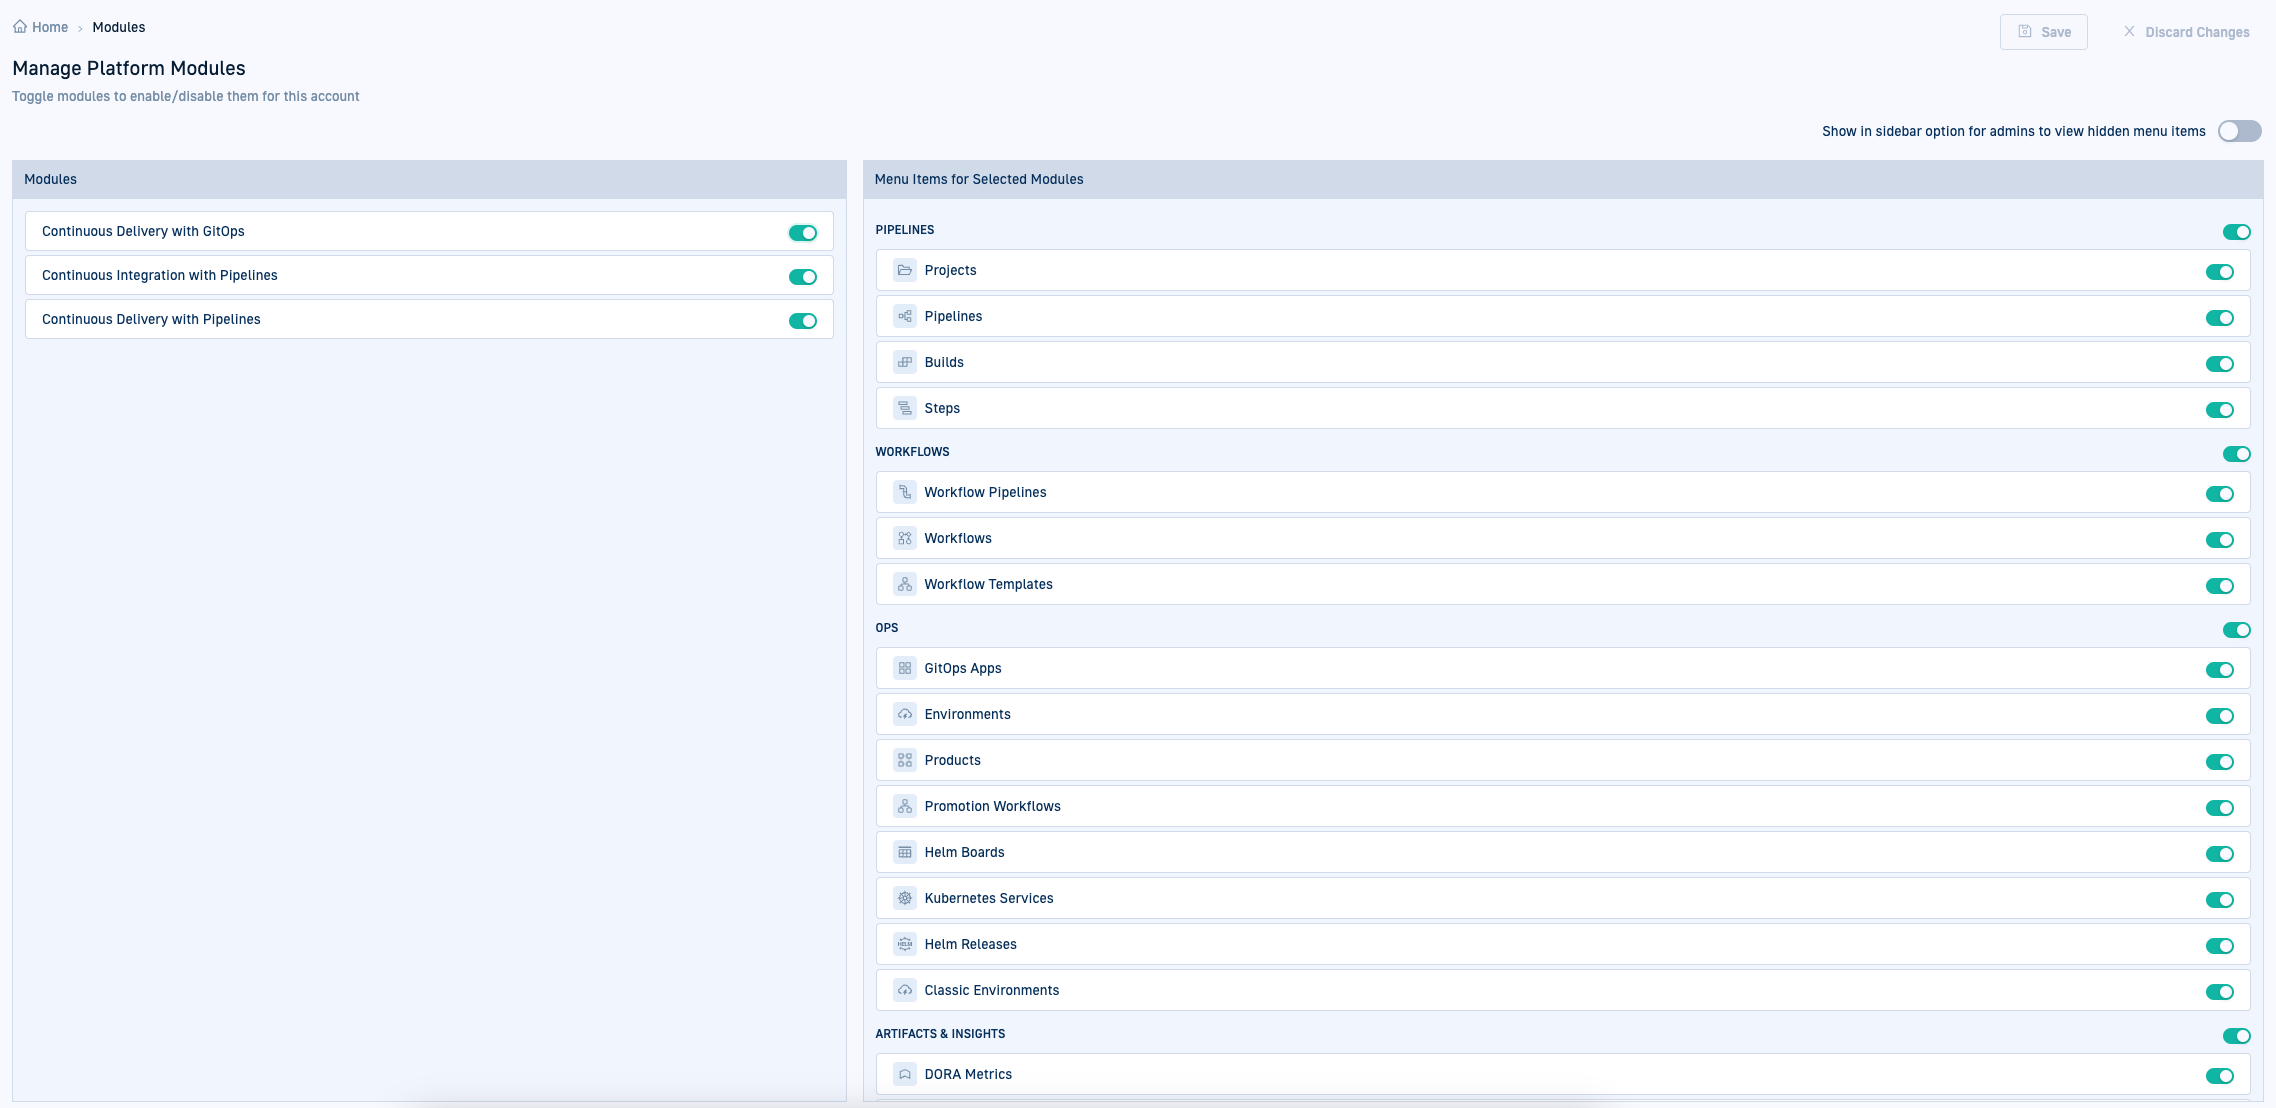 Home > Modules
Save
Discard Changes
Manage Platform Modules
Toggle modules to enable/disable them for this account
Show in sidebar option for admins to view hidden menu items
Modules
Continuous Delivery with GitOps
Continuous Integration with Pipelines
Continuous Delivery with Pipelines
Menu Items for Selected Modules
PIPELINES
Projects
Pipelines
Builds
Steps
WORKFLOWS
Workflow Pipelines
Workflows
Workflow Templates
OPS
GitOps Apps
Environments
Products
Promotion Workflows
Helm Boards
Kubernetes Services
HELM
Helm Releases
Classic Environments
ARTIFACTS & INSIGHTS
DORA Metrics